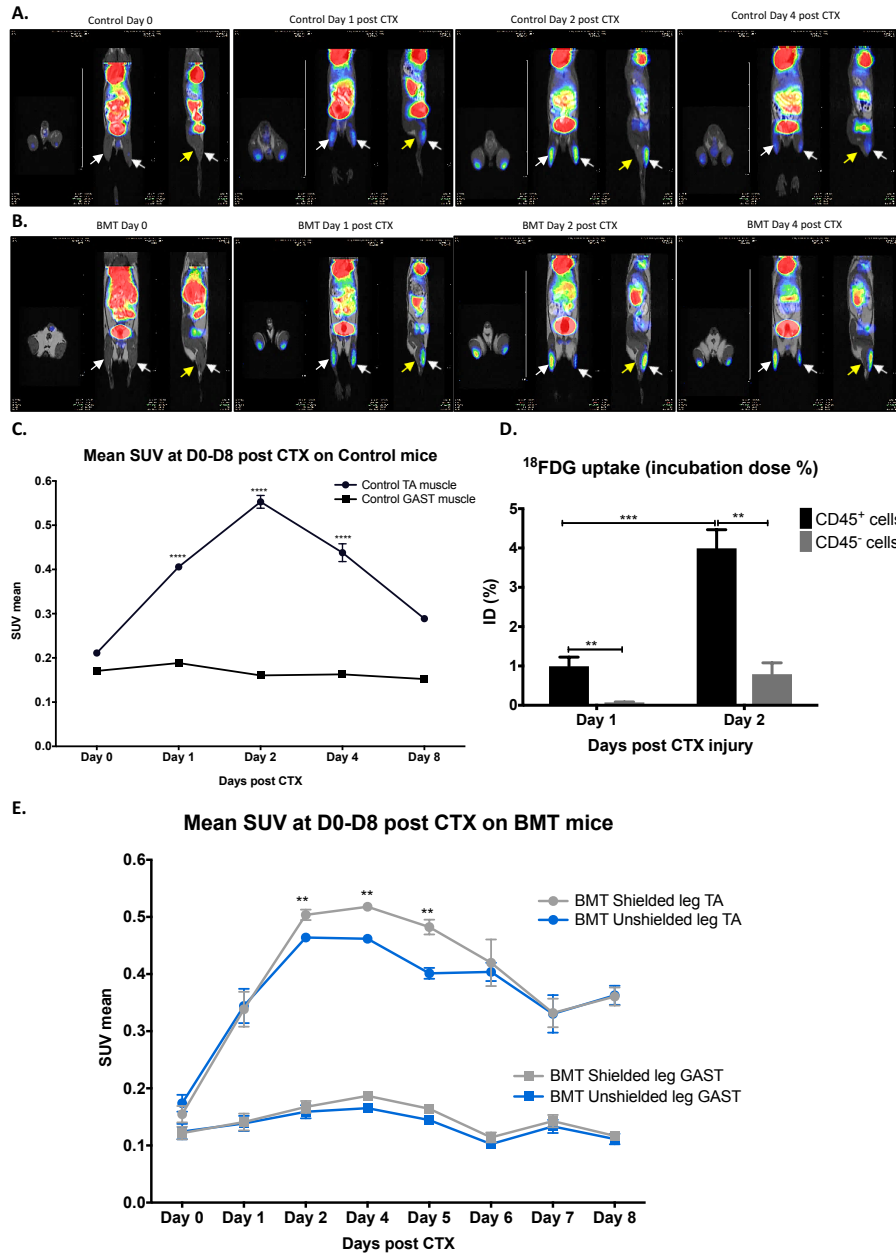 A.
Control Day 0
Control Day 1 post CTX
Control Day 2 post CTX
Control Day 4 post CTX
B.
BMT Day 0
BMT Day 1 post CTX
BMT Day 2 post CTX
BMT Day 4 post CTX
C.
Mean SUV at D0-D8 post CTX on Control mice
Control TA muscle
Control GAST muscle
****
****
****
0.6
0.5
0.4
0.3
0.2
0.1
0.0
SUV mean
Day 0
Day 1
Day 2
Day 4
Day 8
Days post CTX
D.
¹⁸FDG uptake (incubation dose %)
CD45⁺ cells
CD45⁻ cells
***
**
**
5
4
3
2
1
0
ID (%)
Day 1
Day 2
Days post CTX injury
E.
Mean SUV at D0-D8 post CTX on BMT mice
BMT Shielded leg TA
BMT Unshielded leg TA
**
**
**
BMT Shielded leg GAST
BMT Unshielded leg GAST
0.6
0.5
0.4
0.3
0.2
0.1
0.0
SUV mean
Day 0
Day 1
Day 2
Day 4
Day 5
Day 6
Day 7
Day 8
Days post CTX